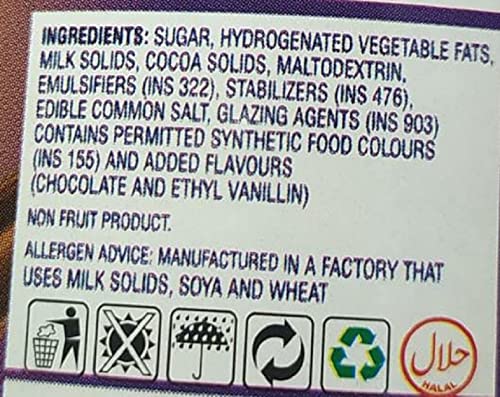 INGREDIENTS: SUGAR, HYDROGENATED VEGETABLE FATS,
MILK SOLIDS, COCOA SOLIDS, MALTODEXTRIN,
EMULSIFIERS (INS 322), STABILIZERS (INS 476),
EDIBLE COMMON SALT, GLAZING AGENTS (INS 903)
CONTAINS PERMITTED SYNTHETIC FOOD COLOURS
(INS 155) AND ADDED FLAVOURS
(CHOCOLATE AND ETHYL VANILLIN)
NON FRUIT PRODUCT.
ALLERGEN ADVICE: MANUFACTURED IN A FACTORY THAT
USES MILK SOLIDS, SOYA AND WHEAT
حلال
HALAL